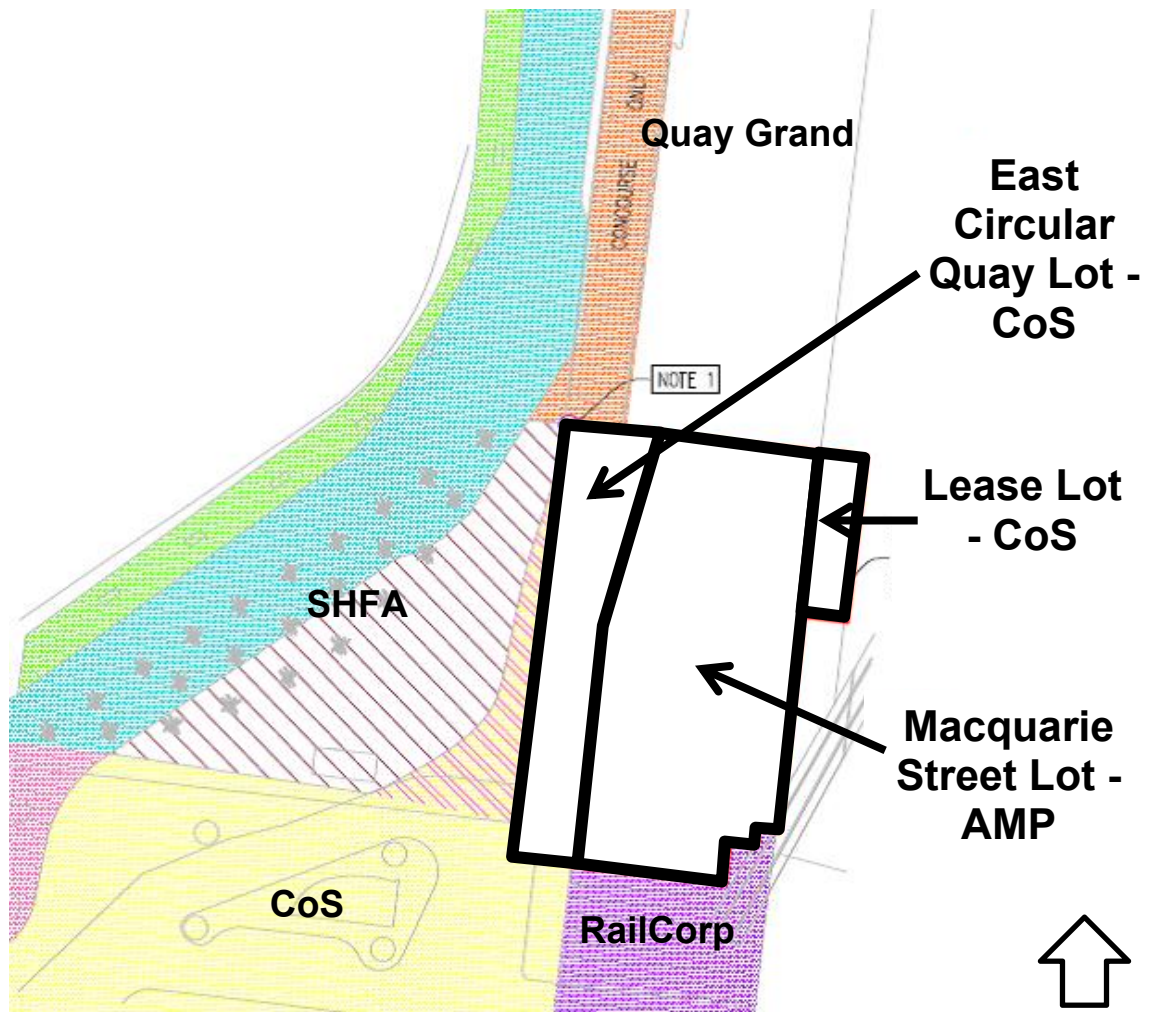 CONCOURSE ONLY
Quay Grand
East
Circular
Quay Lot -
CoS
NOTE 1
Lease Lot
- CoS
SHFA
Macquarie
Street Lot -
AMP
CoS
RailCorp